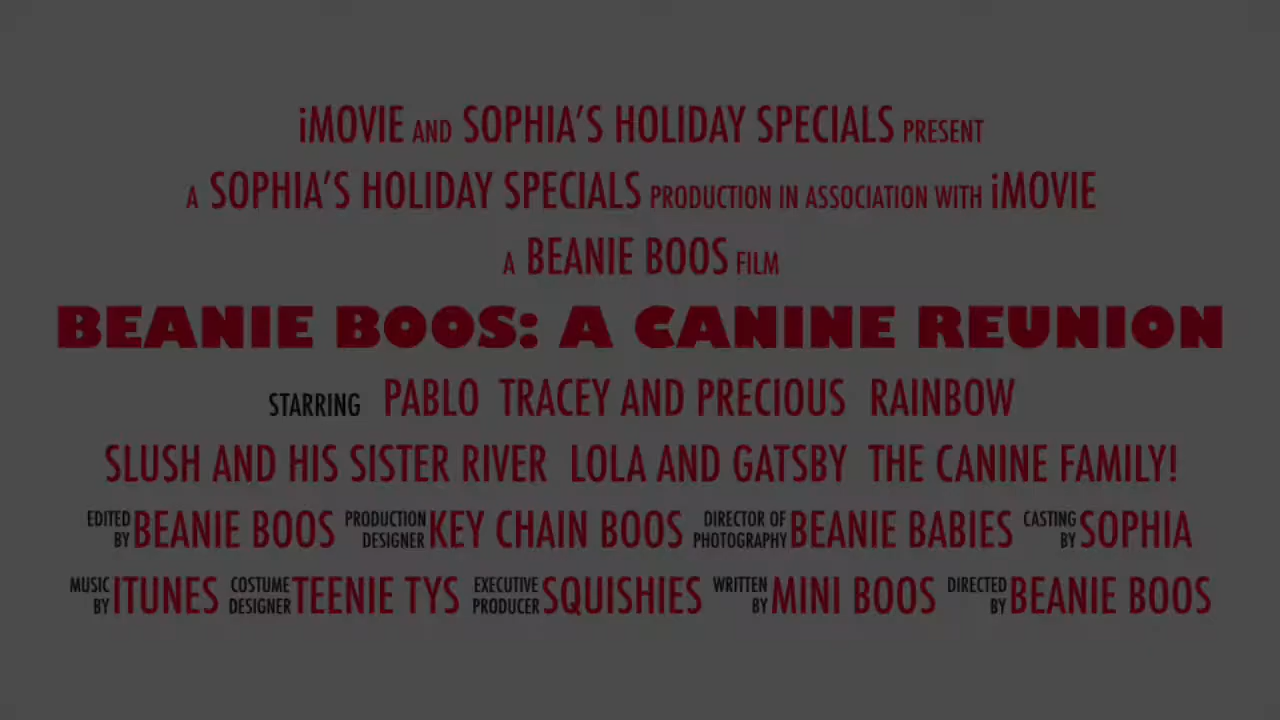 iMOVIE AND SOPHIA'S HOLIDAY SPECIALS PRESENT
A SOPHIA'S HOLIDAY SPECIALS PRODUCTION IN ASSOCIATION WITH iMOVIE
A BEANIE BOOS FILM
BEANIE BOOS: A CANINE REUNION
STARRING PABLO TRACEY AND PRECIOUS RAINBOW
SLUSH AND HIS SISTER RIVER LOLA AND GATSBY THE CANINE FAMILY!
EDITED BY BEANIE BOOS PRODUCTION DESIGNER KEY CHAIN BOOS DIRECTOR OF PHOTOGRAPHY BEANIE BABIES CASTING BY SOPHIA
MUSIC BY ITUNES COSTUME DESIGNER TEENIE TYS EXECUTIVE PRODUCER SQUISHIES WRITTEN BY MINI BOOS DIRECTED BY BEANIE BOOS